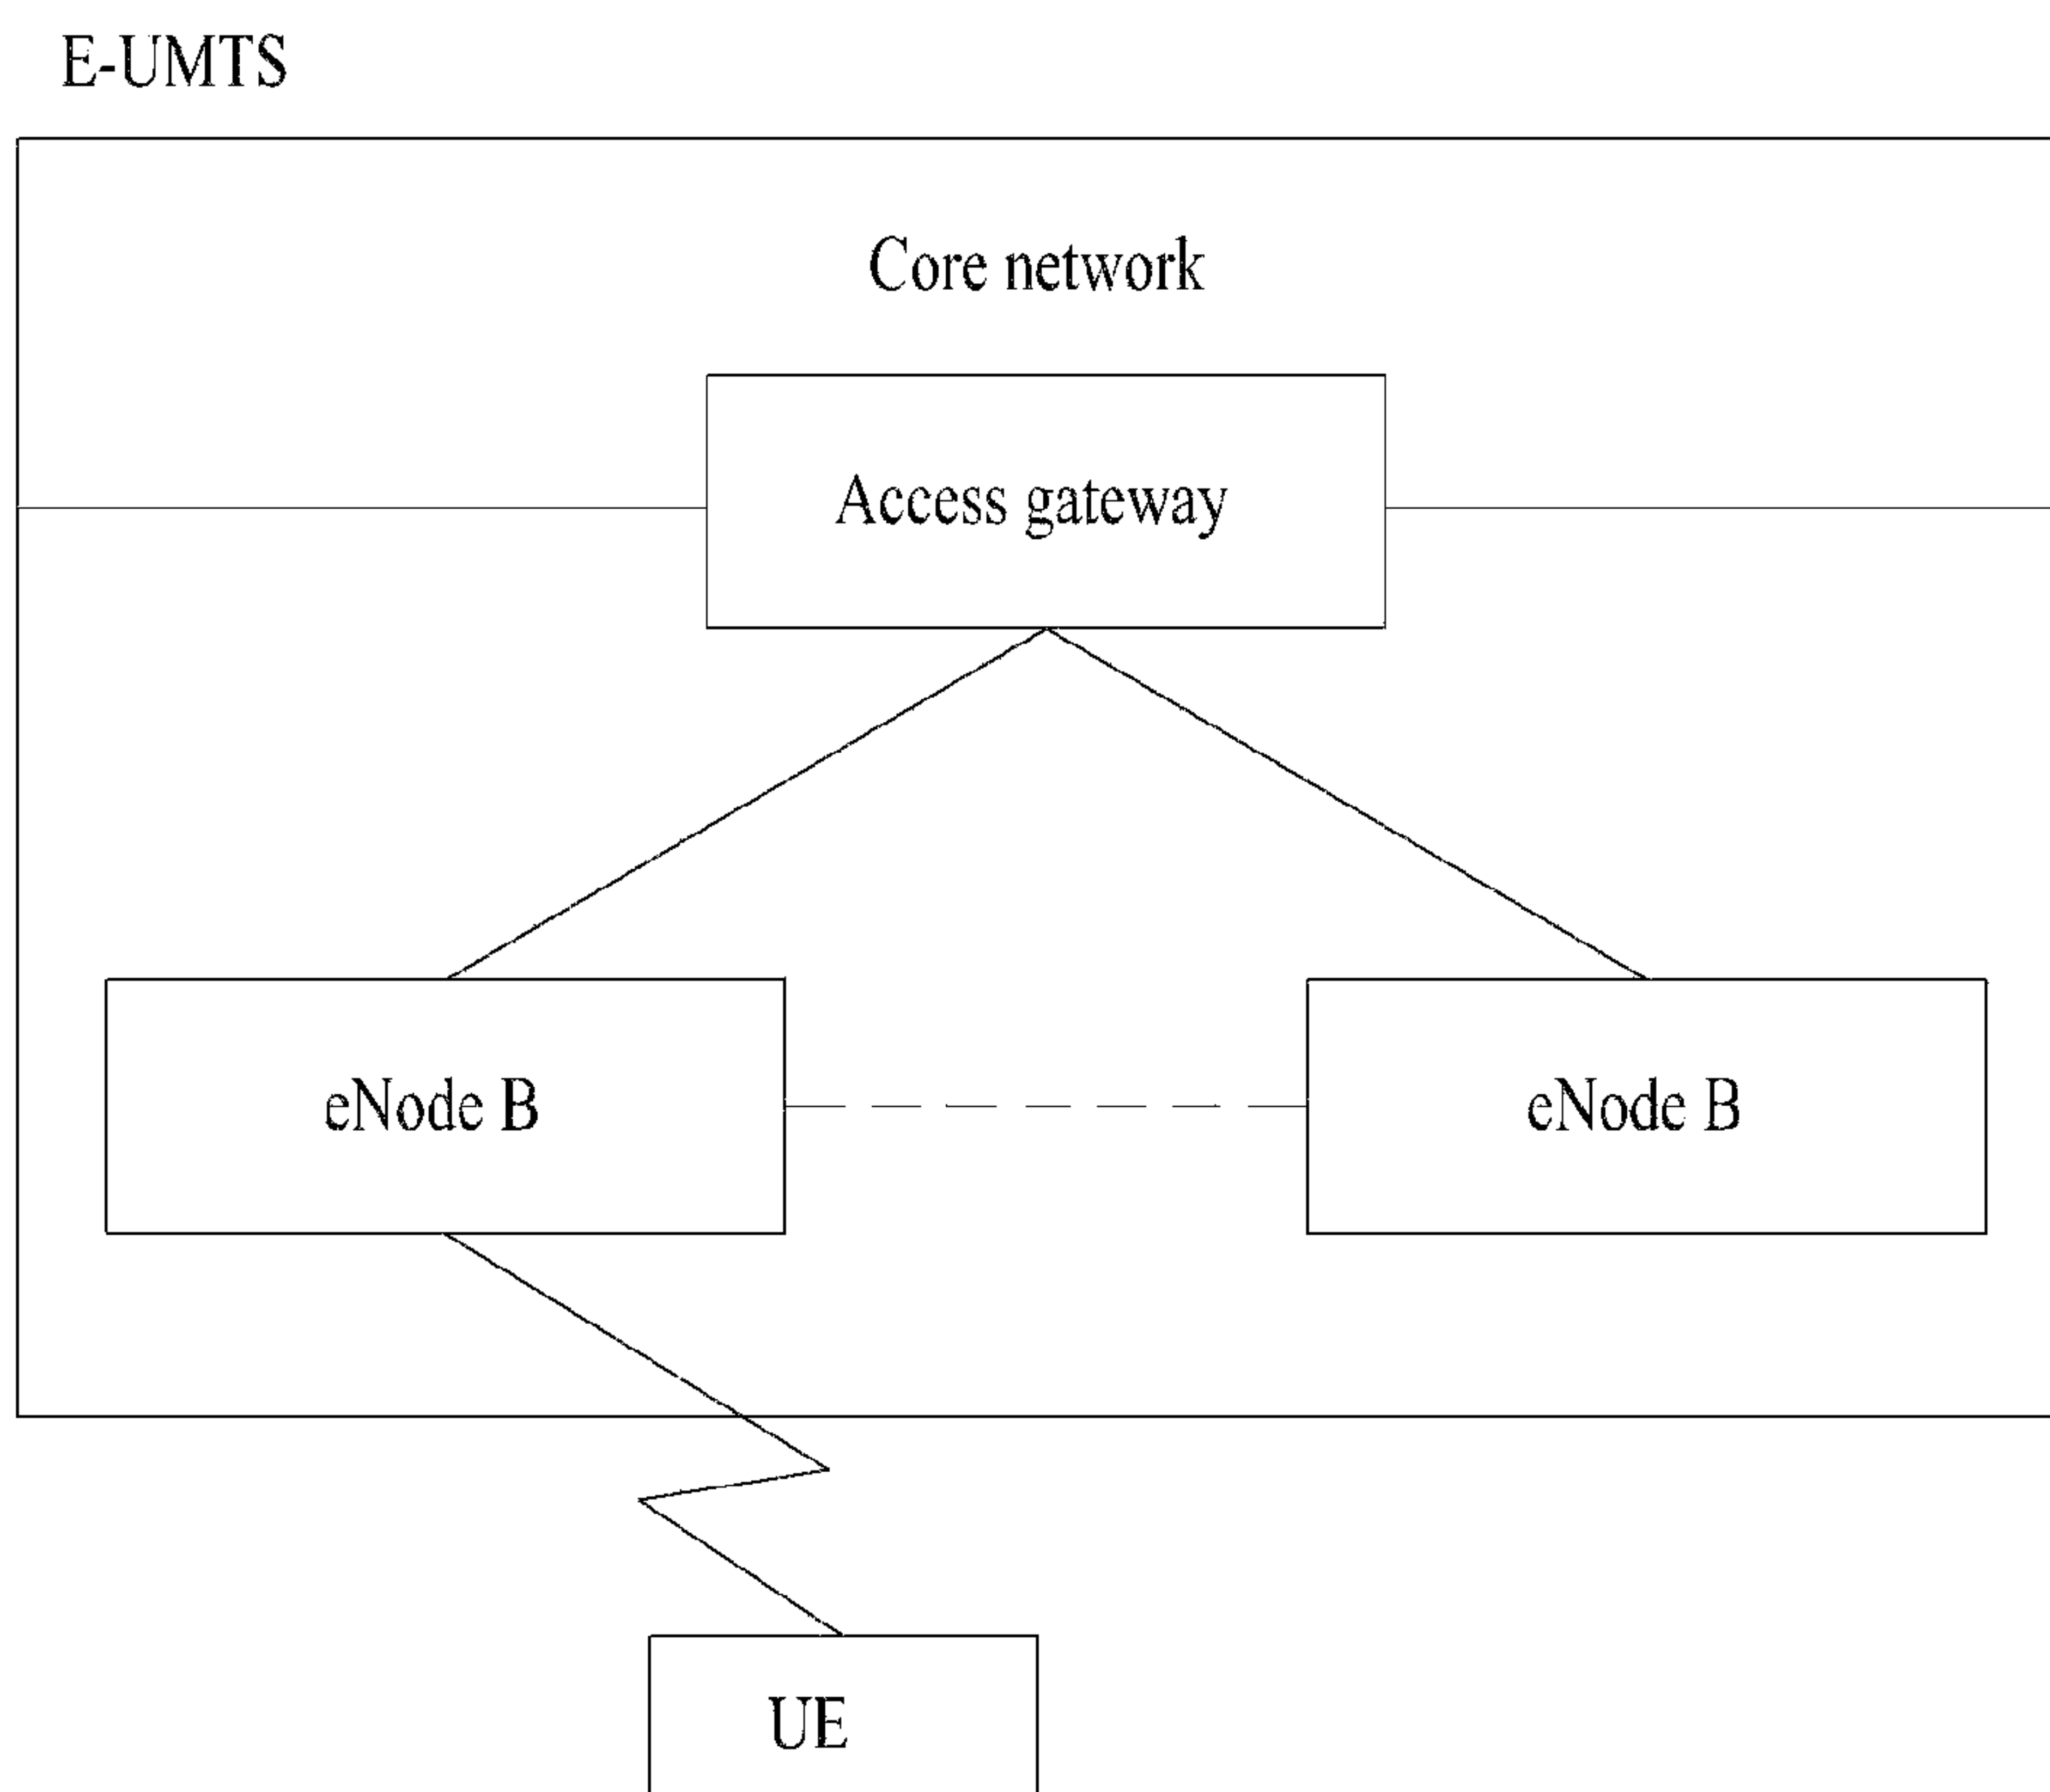 E-UMTS
Core network
Access gateway
eNode B
eNode B
UE